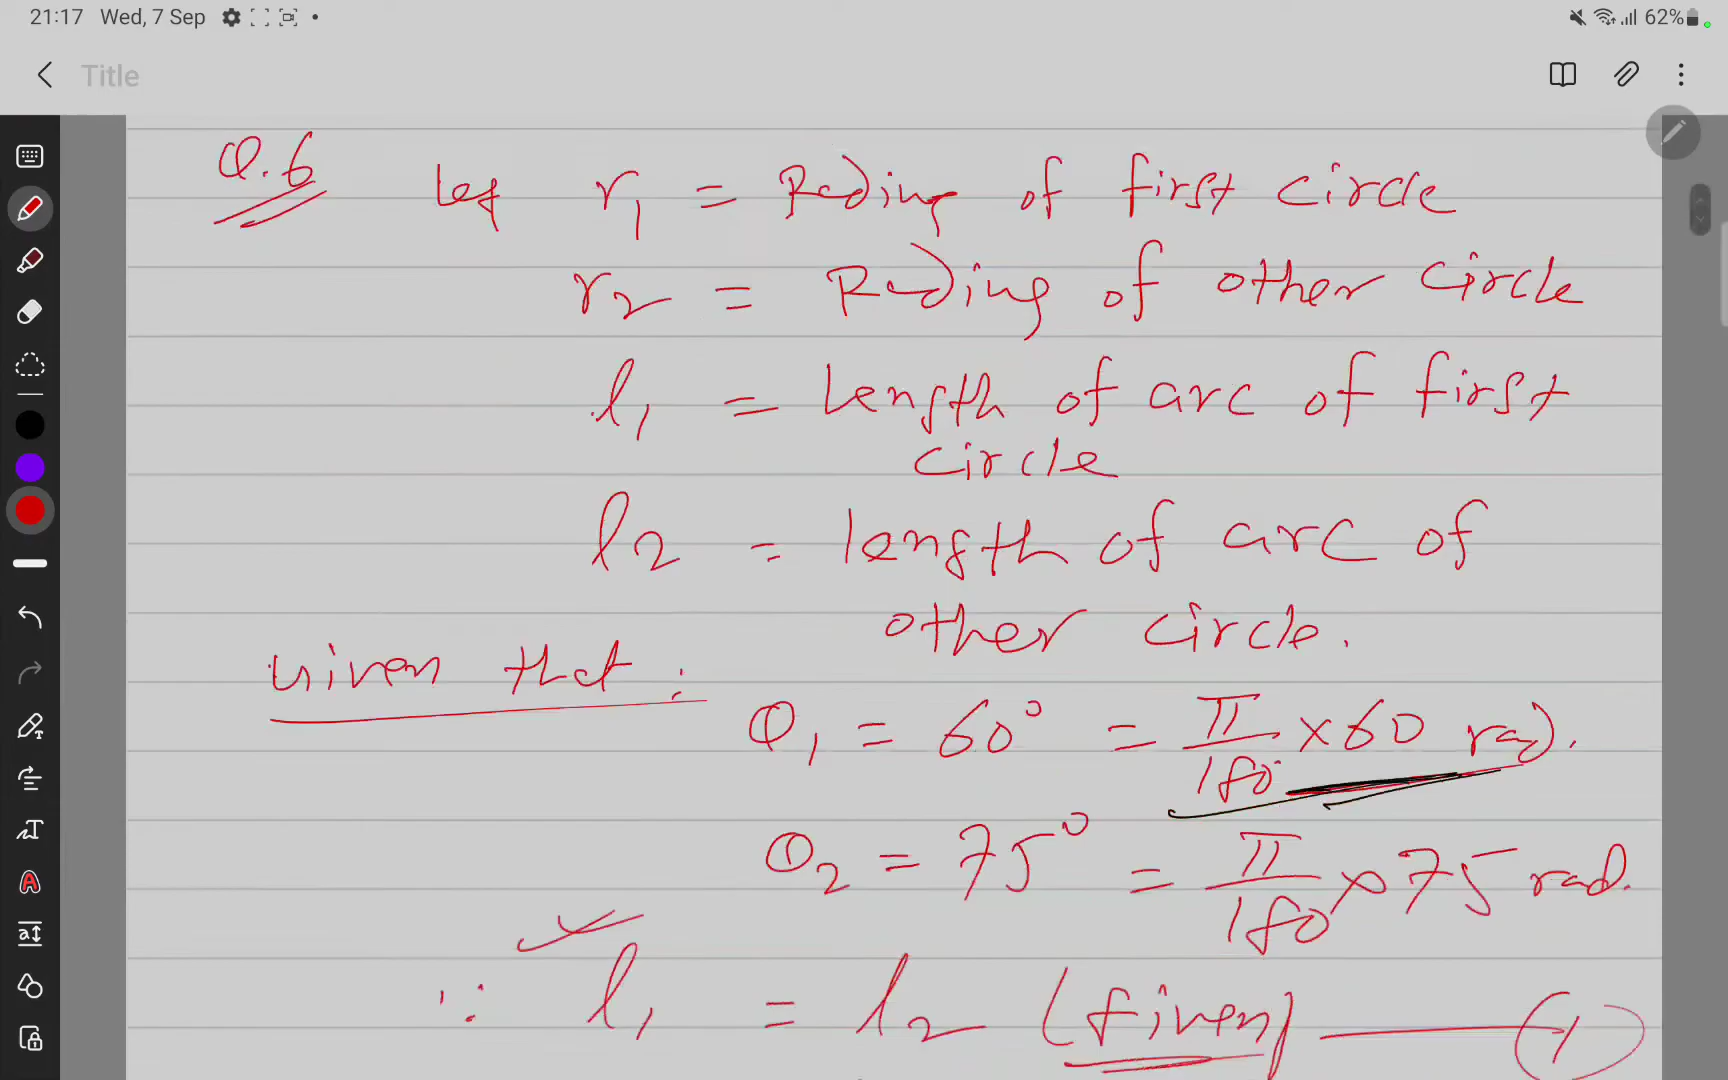 21:17 Wed, 7 Sep
62%
Title
Q.6 Let r1 = Radius of first circle
r2 = Radius of other circle
l1 = length of arc of first
circle
l2 = length of arc of
other circle.
Given that :
θ1 = 60° = π/180 × 60 rad.
θ2 = 75° = π/180 × 75 rad.
∵ l1 = l2 (given) — (1)